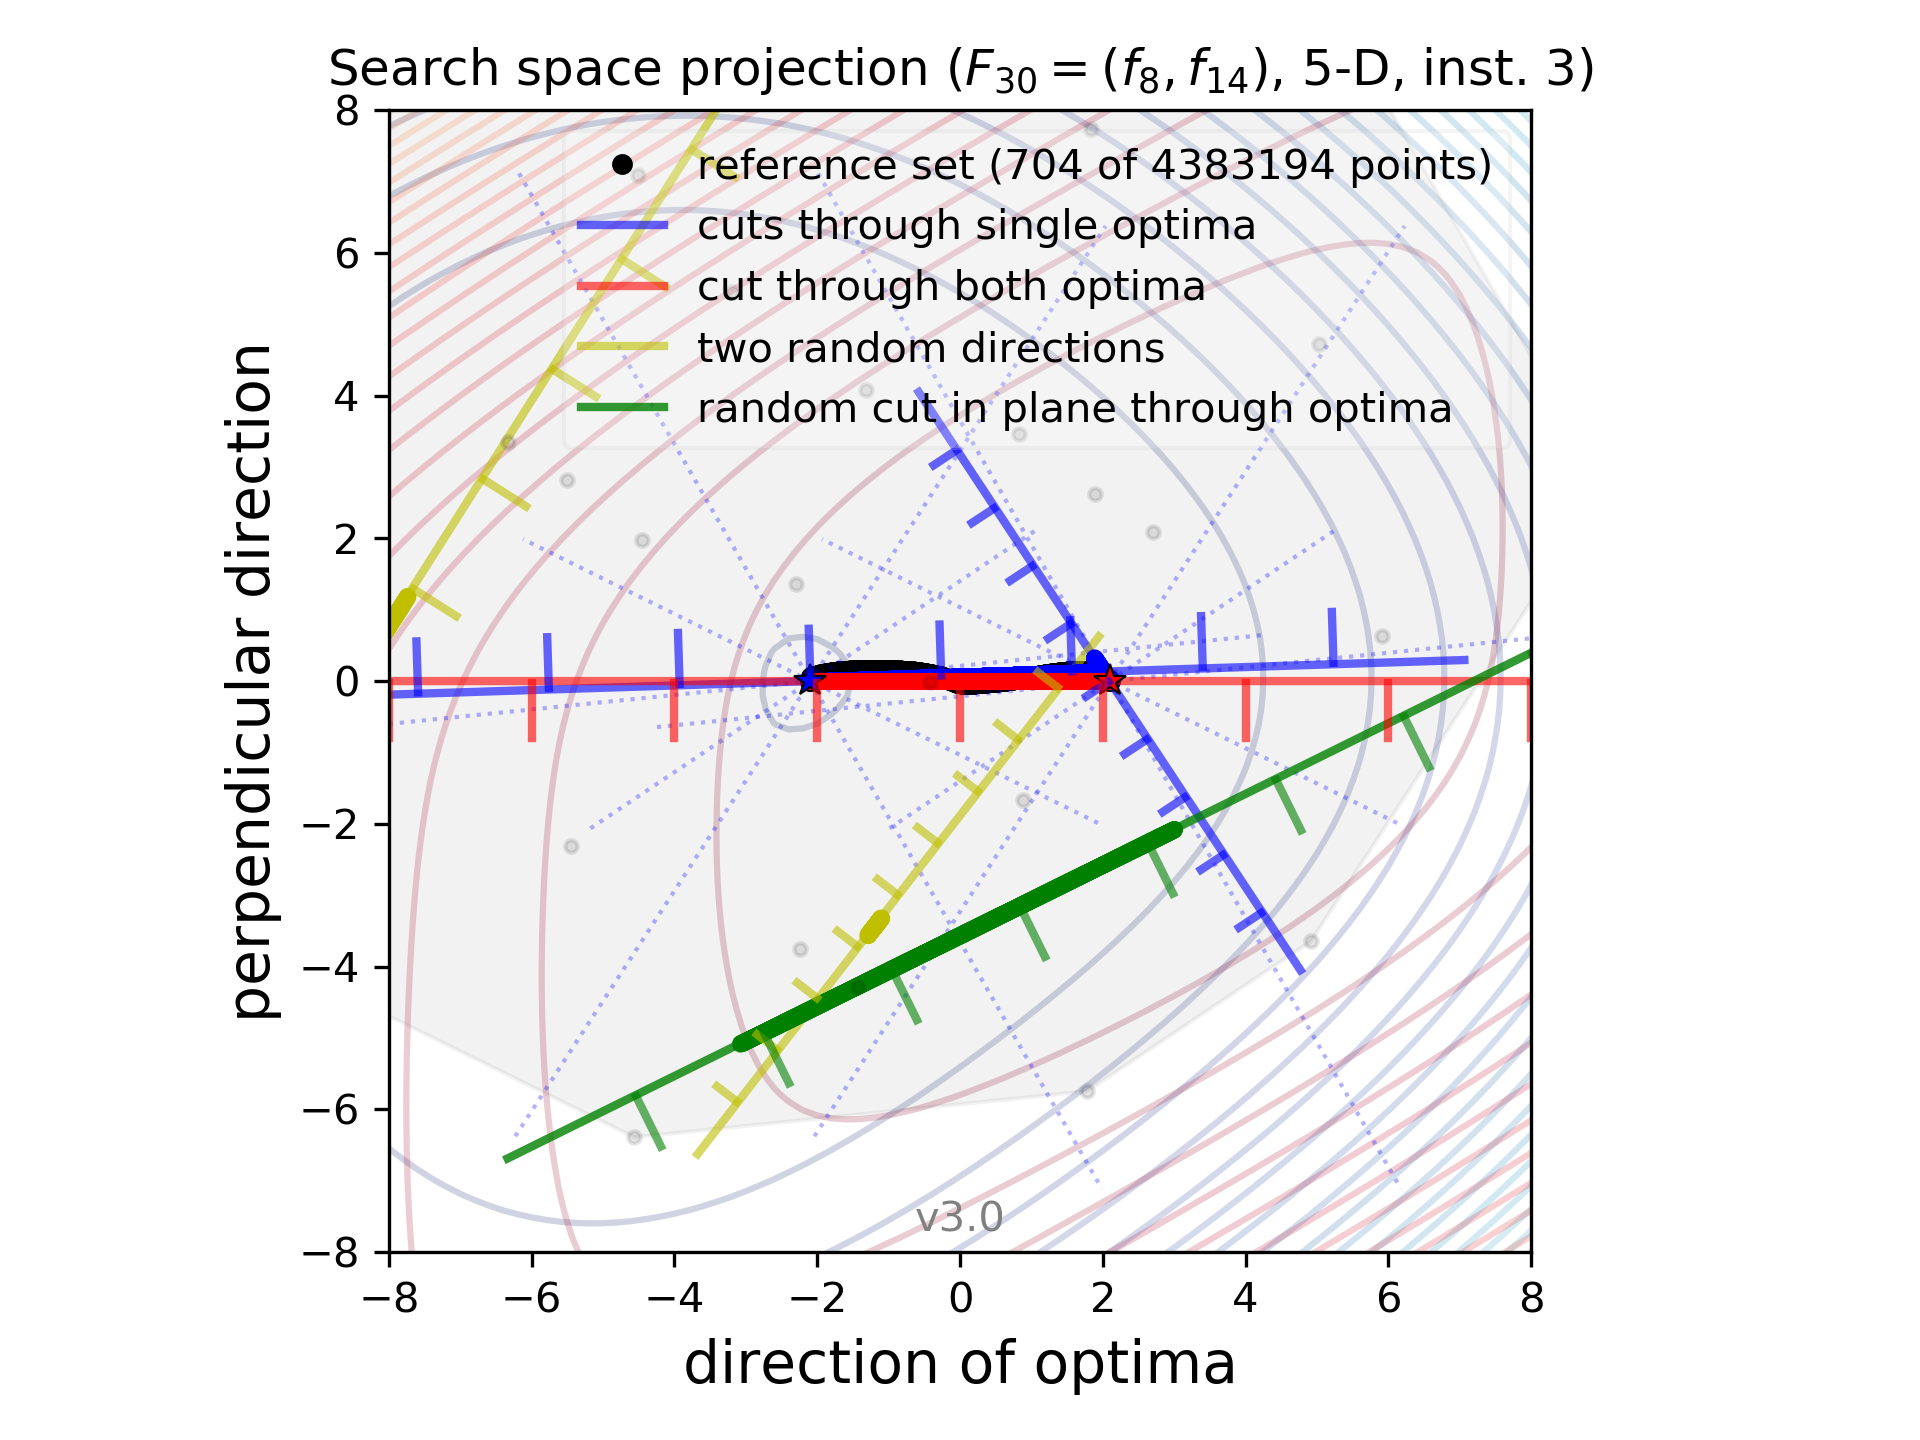 Search space projection (F30 = (f8, f14), 5-D, inst. 3)
8
6
4
2
0
−2
−4
−6
−8
perpendicular direction
reference set (704 of 4383194 points)
cuts through single optima
cut through both optima
two random directions
random cut in plane through optima
v3.0
−8 −6 −4 −2 0 2 4 6 8
direction of optima